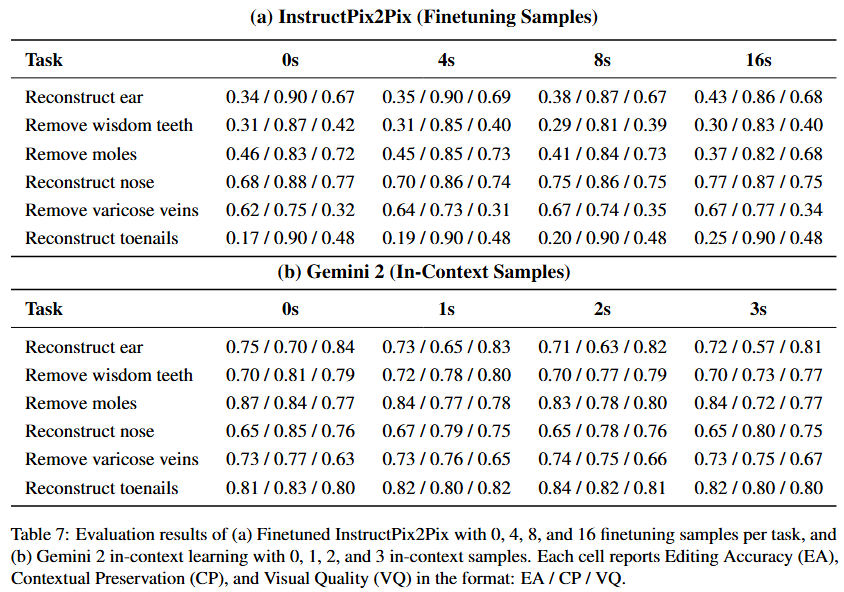 (a) InstructPix2Pix (Finetuning Samples)
Task 0s 4s 8s 16s
Reconstruct ear 0.34 / 0.90 / 0.67 0.35 / 0.90 / 0.69 0.38 / 0.87 / 0.67 0.43 / 0.86 / 0.68
Remove wisdom teeth 0.31 / 0.87 / 0.42 0.31 / 0.85 / 0.40 0.29 / 0.81 / 0.39 0.30 / 0.83 / 0.40
Remove moles 0.46 / 0.83 / 0.72 0.45 / 0.85 / 0.73 0.41 / 0.84 / 0.73 0.37 / 0.82 / 0.68
Reconstruct nose 0.68 / 0.88 / 0.77 0.70 / 0.86 / 0.74 0.75 / 0.86 / 0.75 0.77 / 0.87 / 0.75
Remove varicose veins 0.62 / 0.75 / 0.32 0.64 / 0.73 / 0.31 0.67 / 0.74 / 0.35 0.67 / 0.77 / 0.34
Reconstruct toenails 0.17 / 0.90 / 0.48 0.19 / 0.90 / 0.48 0.20 / 0.90 / 0.48 0.25 / 0.90 / 0.48
(b) Gemini 2 (In-Context Samples)
Task 0s 1s 2s 3s
Reconstruct ear 0.75 / 0.70 / 0.84 0.73 / 0.65 / 0.83 0.71 / 0.63 / 0.82 0.72 / 0.57 / 0.81
Remove wisdom teeth 0.70 / 0.81 / 0.79 0.72 / 0.78 / 0.80 0.70 / 0.77 / 0.79 0.70 / 0.73 / 0.77
Remove moles 0.87 / 0.84 / 0.77 0.84 / 0.77 / 0.78 0.83 / 0.78 / 0.80 0.84 / 0.72 / 0.77
Reconstruct nose 0.65 / 0.85 / 0.76 0.67 / 0.79 / 0.75 0.65 / 0.78 / 0.76 0.65 / 0.80 / 0.75
Remove varicose veins 0.73 / 0.77 / 0.63 0.73 / 0.76 / 0.65 0.74 / 0.75 / 0.66 0.73 / 0.75 / 0.67
Reconstruct toenails 0.81 / 0.83 / 0.80 0.82 / 0.80 / 0.82 0.84 / 0.82 / 0.81 0.82 / 0.80 / 0.80
Table 7: Evaluation results of (a) Finetuned InstructPix2Pix with 0, 4, 8, and 16 finetuning samples per task, and
(b) Gemini 2 in-context learning with 0, 1, 2, and 3 in-context samples. Each cell reports Editing Accuracy (EA),
Contextual Preservation (CP), and Visual Quality (VQ) in the format: EA / CP / VQ.